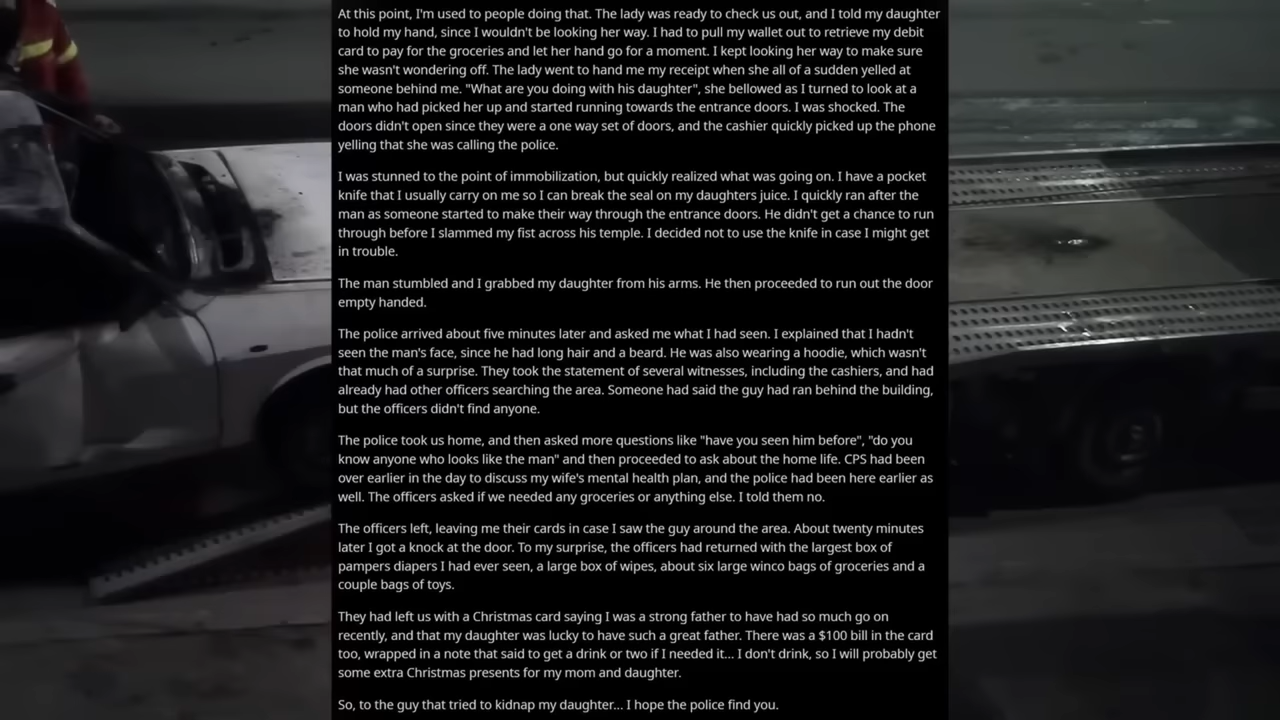 At this point, I'm used to people doing that. The lady was ready to check us out, and I told my daughter
to hold my hand, since I wouldn't be looking her way. I had to pull my wallet out to retrieve my debit
card to pay for the groceries and let her hand go for a moment. I kept looking her way to make sure
she wasn't wondering off. The lady went to hand me my receipt when she all of a sudden yelled at
someone behind me. "What are you doing with his daughter", she bellowed as I turned to look at a
man who had picked her up and started running towards the entrance doors. I was shocked. The
doors didn't open since they were a one way set of doors, and the cashier quickly picked up the phone
yelling that she was calling the police.
I was stunned to the point of immobilization, but quickly realized what was going on. I have a pocket
knife that I usually carry on me so I can break the seal on my daughters juice. I quickly ran after the
man as someone started to make their way through the entrance doors. He didn't get a chance to run
through before I slammed my fist across his temple. I decided not to use the knife in case I might get
in trouble.
The man stumbled and I grabbed my daughter from his arms. He then proceeded to run out the door
empty handed.
The police arrived about five minutes later and asked me what I had seen. I explained that I hadn't
seen the man's face, since he had long hair and a beard. He was also wearing a hoodie, which wasn't
that much of a surprise. They took the statement of several witnesses, including the cashiers, and had
already had other officers searching the area. Someone had said the guy had ran behind the building,
but the officers didn't find anyone.
The police took us home, and then asked more questions like "have you seen him before", "do you
know anyone who looks like the man" and then proceeded to ask about the home life. CPS had been
over earlier in the day to discuss my wife's mental health plan, and the police had been here earlier as
well. The officers asked if we needed any groceries or anything else. I told them no.
The officers left, leaving me their cards in case I saw the guy around the area. About twenty minutes
later I got a knock at the door. To my surprise, the officers had returned with the largest box of
pampers diapers I had ever seen, a large box of wipes, about six large winco bags of groceries and a
couple bags of toys.
They had left us with a Christmas card saying I was a strong father to have had so much go on
recently, and that my daughter was lucky to have such a great father. There was a $100 bill in the card
too, wrapped in a note that said to get a drink or two if I needed it... I don't drink, so I will probably get
some extra Christmas presents for my mom and daughter.
So, to the guy that tried to kidnap my daughter... I hope the police find you.